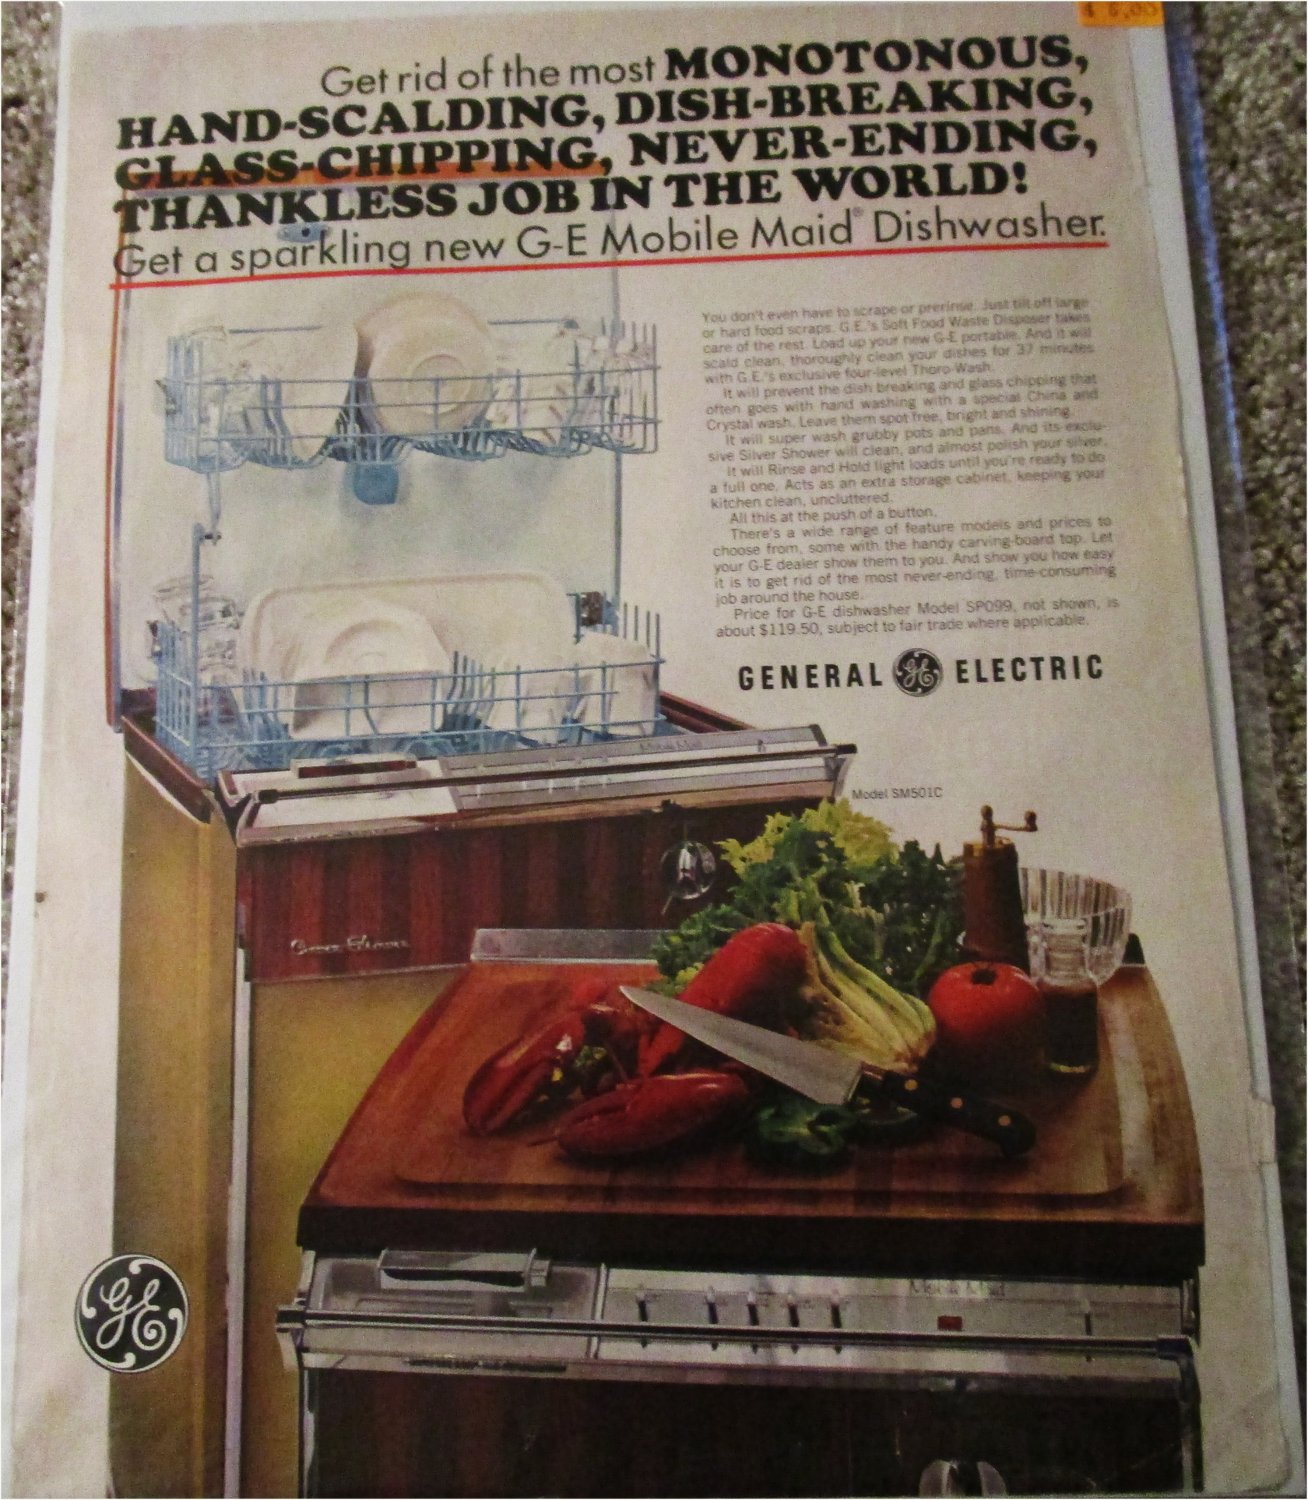 Get rid of the most MONOTONOUS,
HAND-SCALDING, DISH-BREAKING,
GLASS-CHIPPING, NEVER-ENDING,
THANKLESS JOB IN THE WORLD!
Get a sparkling new G-E Mobile Maid® Dishwasher.
You don't even have to scrape or prerinse. Just tilt off large
or hard food scraps. G.E.'s Soft Food Waste Disposer takes
care of the rest. Load up your new G-E portable. And it will
scald clean, thoroughly clean your dishes for 37 minutes
with G.E.'s exclusive four-level Thoro-Wash.
It will prevent the dish breaking and glass chipping that
often goes with hand washing with a special China and
Crystal wash. Leave them spot free, bright and shining.
It will super wash grubby pots and pans. And its exclu-
sive Silver Shower will clean, and almost polish your silver.
It will Rinse and Hold light loads until you're ready to do
a full one. Acts as an extra storage cabinet, keeping your
kitchen clean, uncluttered.
All this at the push of a button.
There's a wide range of feature models and prices to
choose from, some with the handy carving-board top. Let
your G-E dealer show them to you. And show you how easy
it is to get rid of the most never-ending, time-consuming
job around the house.
Price for G-E dishwasher Model SP099, not shown, is
about $119.50, subject to fair trade where applicable.
GENERAL GE ELECTRIC
Mobile Maid
Model SM501C
GE
Mobile Maid